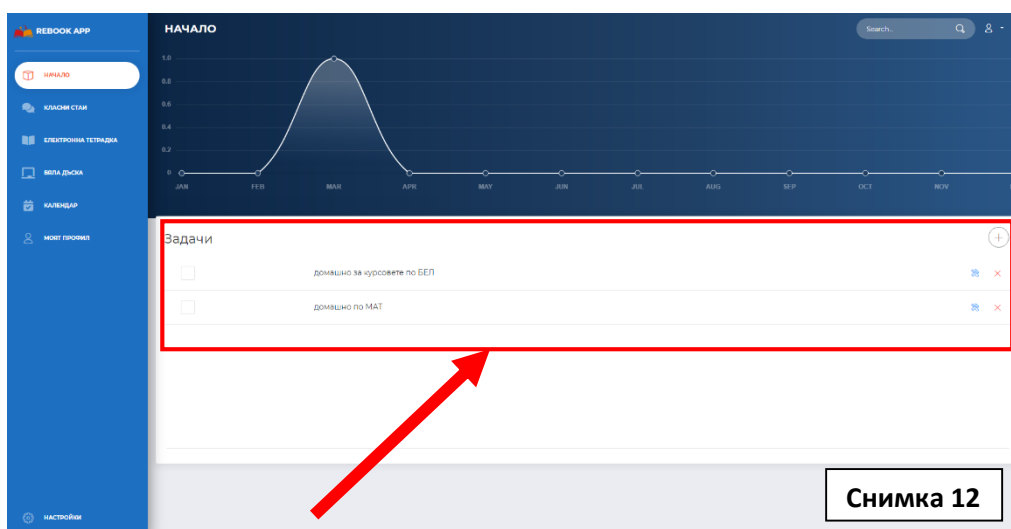 REBOOK APP
НАЧАЛО
Search..
НАЧАЛО
КЛАСНИ СТАИ
ЕЛЕКТРОННА ТЕТРАДКА
БЯЛА ДЪСКА
КАЛЕНДАР
МОЯТ ПРОФИЛ
НАСТРОЙКИ
1.0
0.8
0.6
0.4
0.2
0
JAN FEB MAR APR MAY JUN JUL AUG SEP OCT NOV
Задачи
домашно за курсовете по БЕЛ
домашно по МАТ
Снимка 12